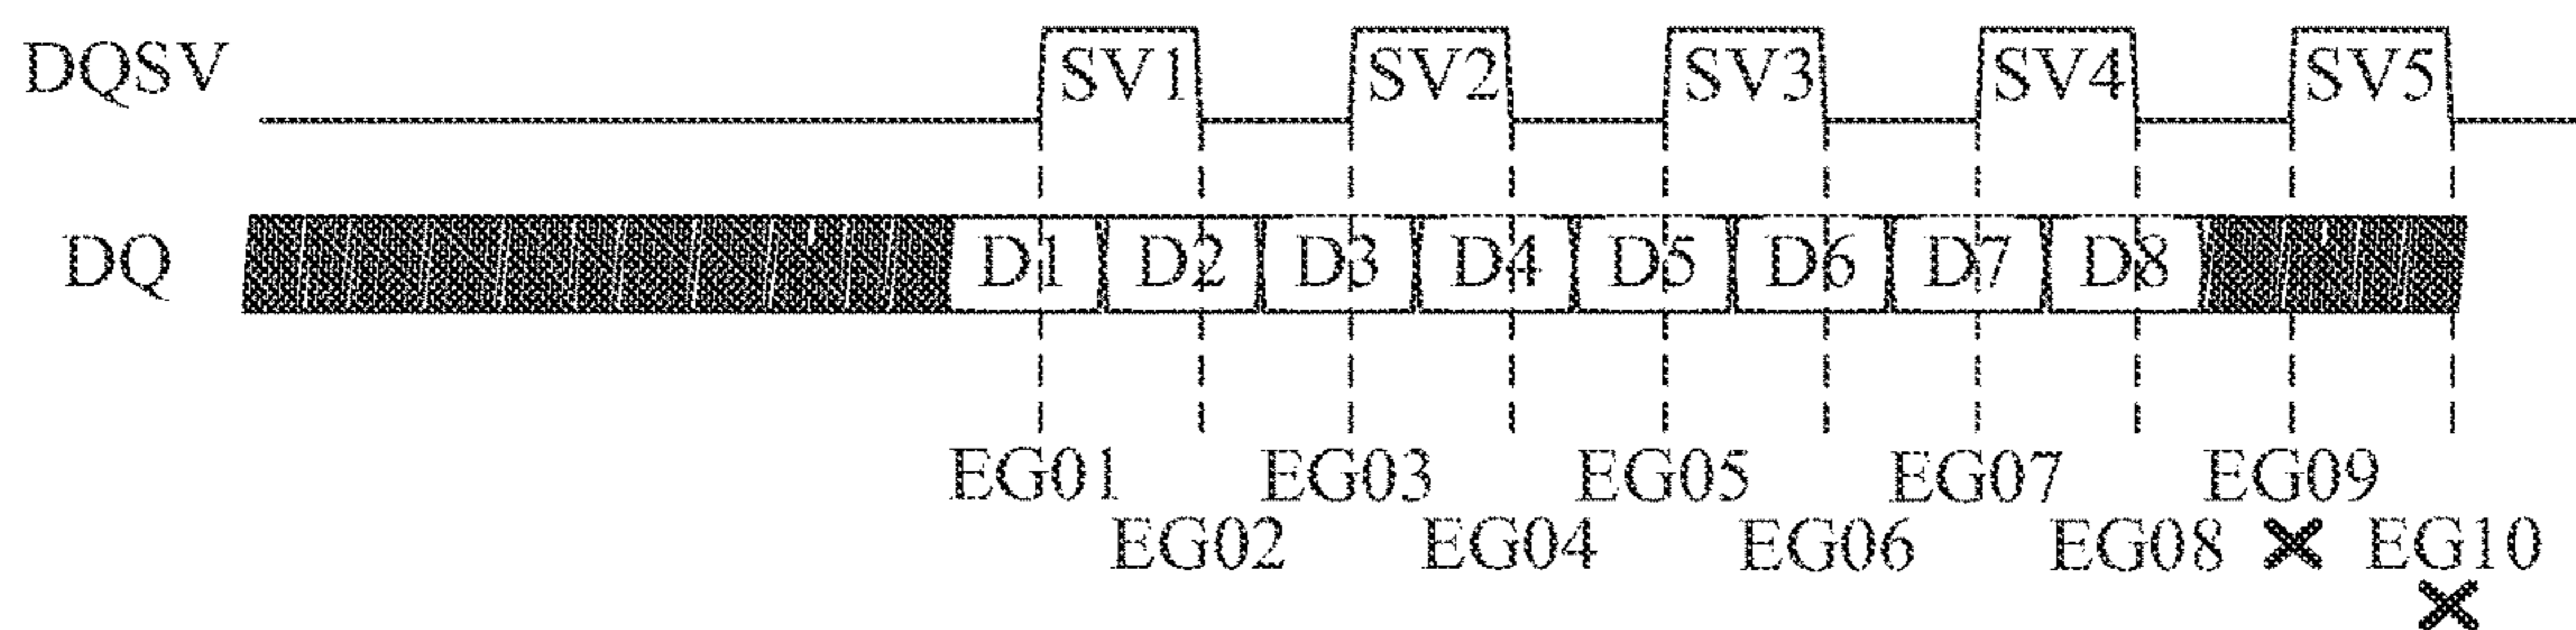 DQSV SV1 SV2 SV3 SV4 SV5
DQ D1 D2 D3 D4 D5 D6 D7 D8
EG01 EG03 EG05 EG07 EG09
EG02 EG04 EG06 EG08 EG10